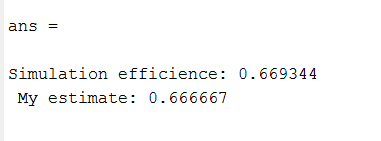 ans =
Simulation efficience: 0.669344
My estimate: 0.666667